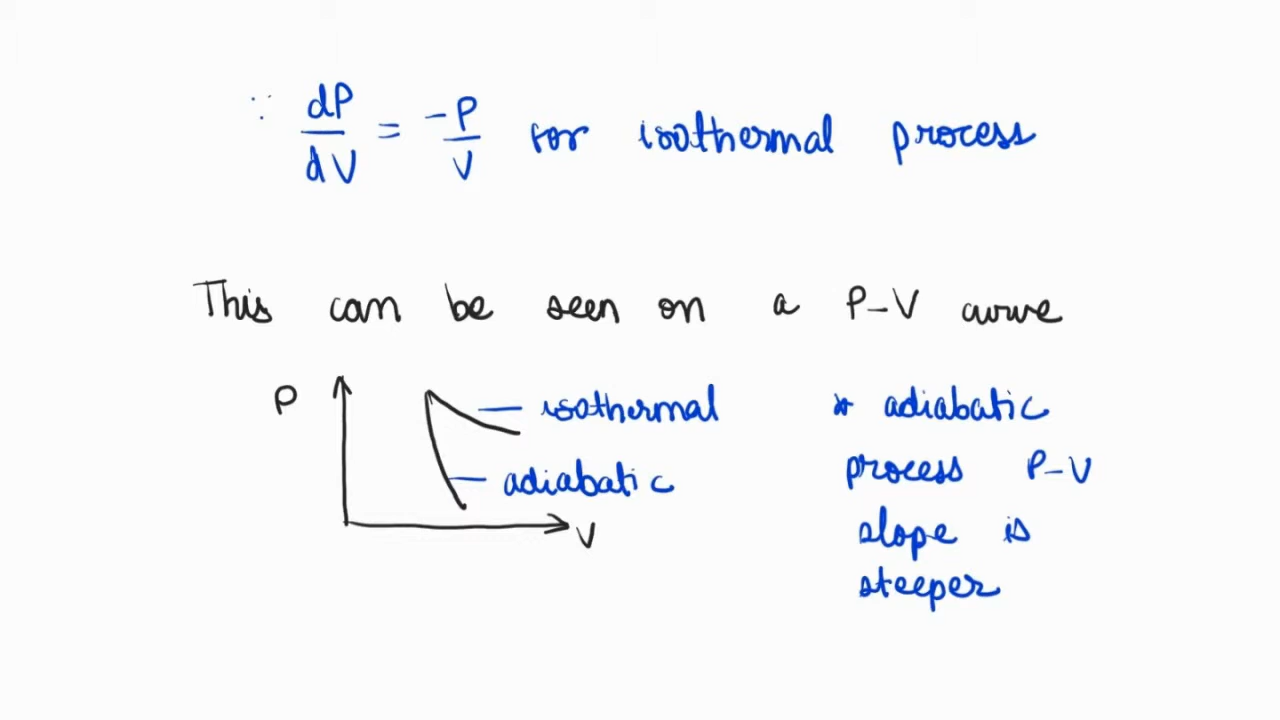 ∵ dP/dV = -P/V for isothermal process
This can be seen on a P-V curve
P
isothermal
adiabatic
V
* adiabatic
process P-V
slope is
steeper